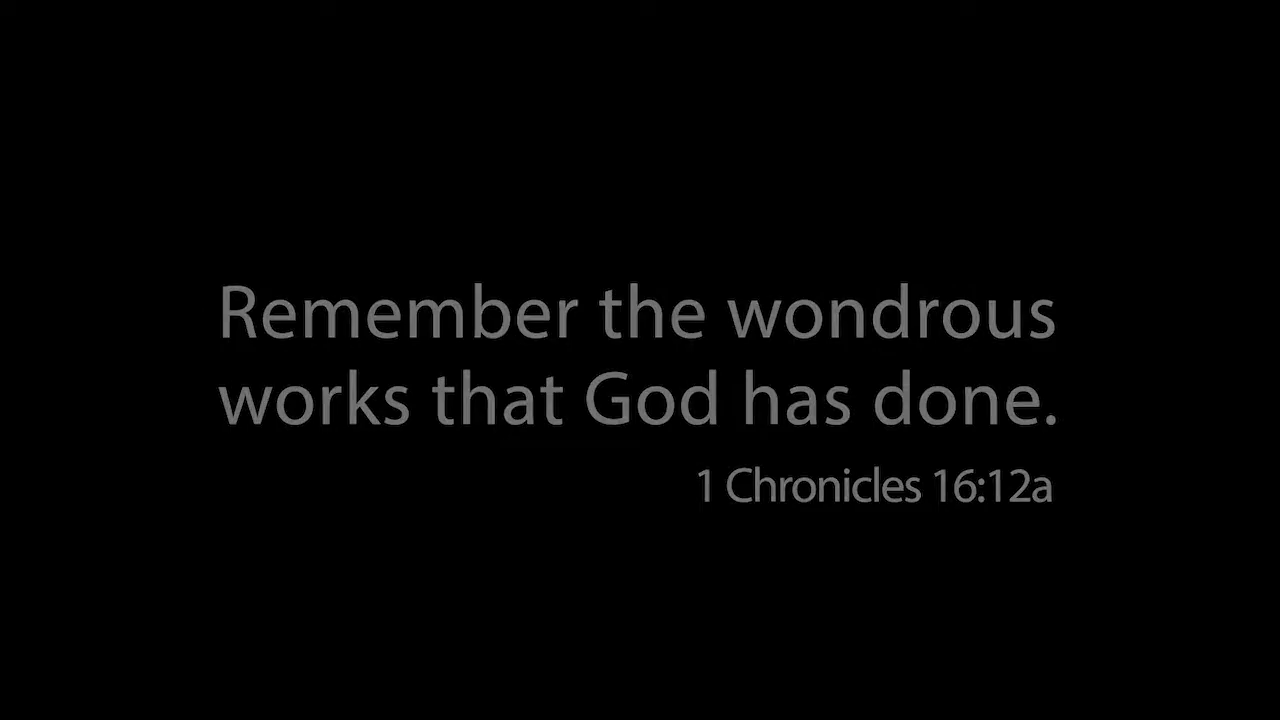 Remember the wondrous
works that God has done.
1 Chronicles 16:12a